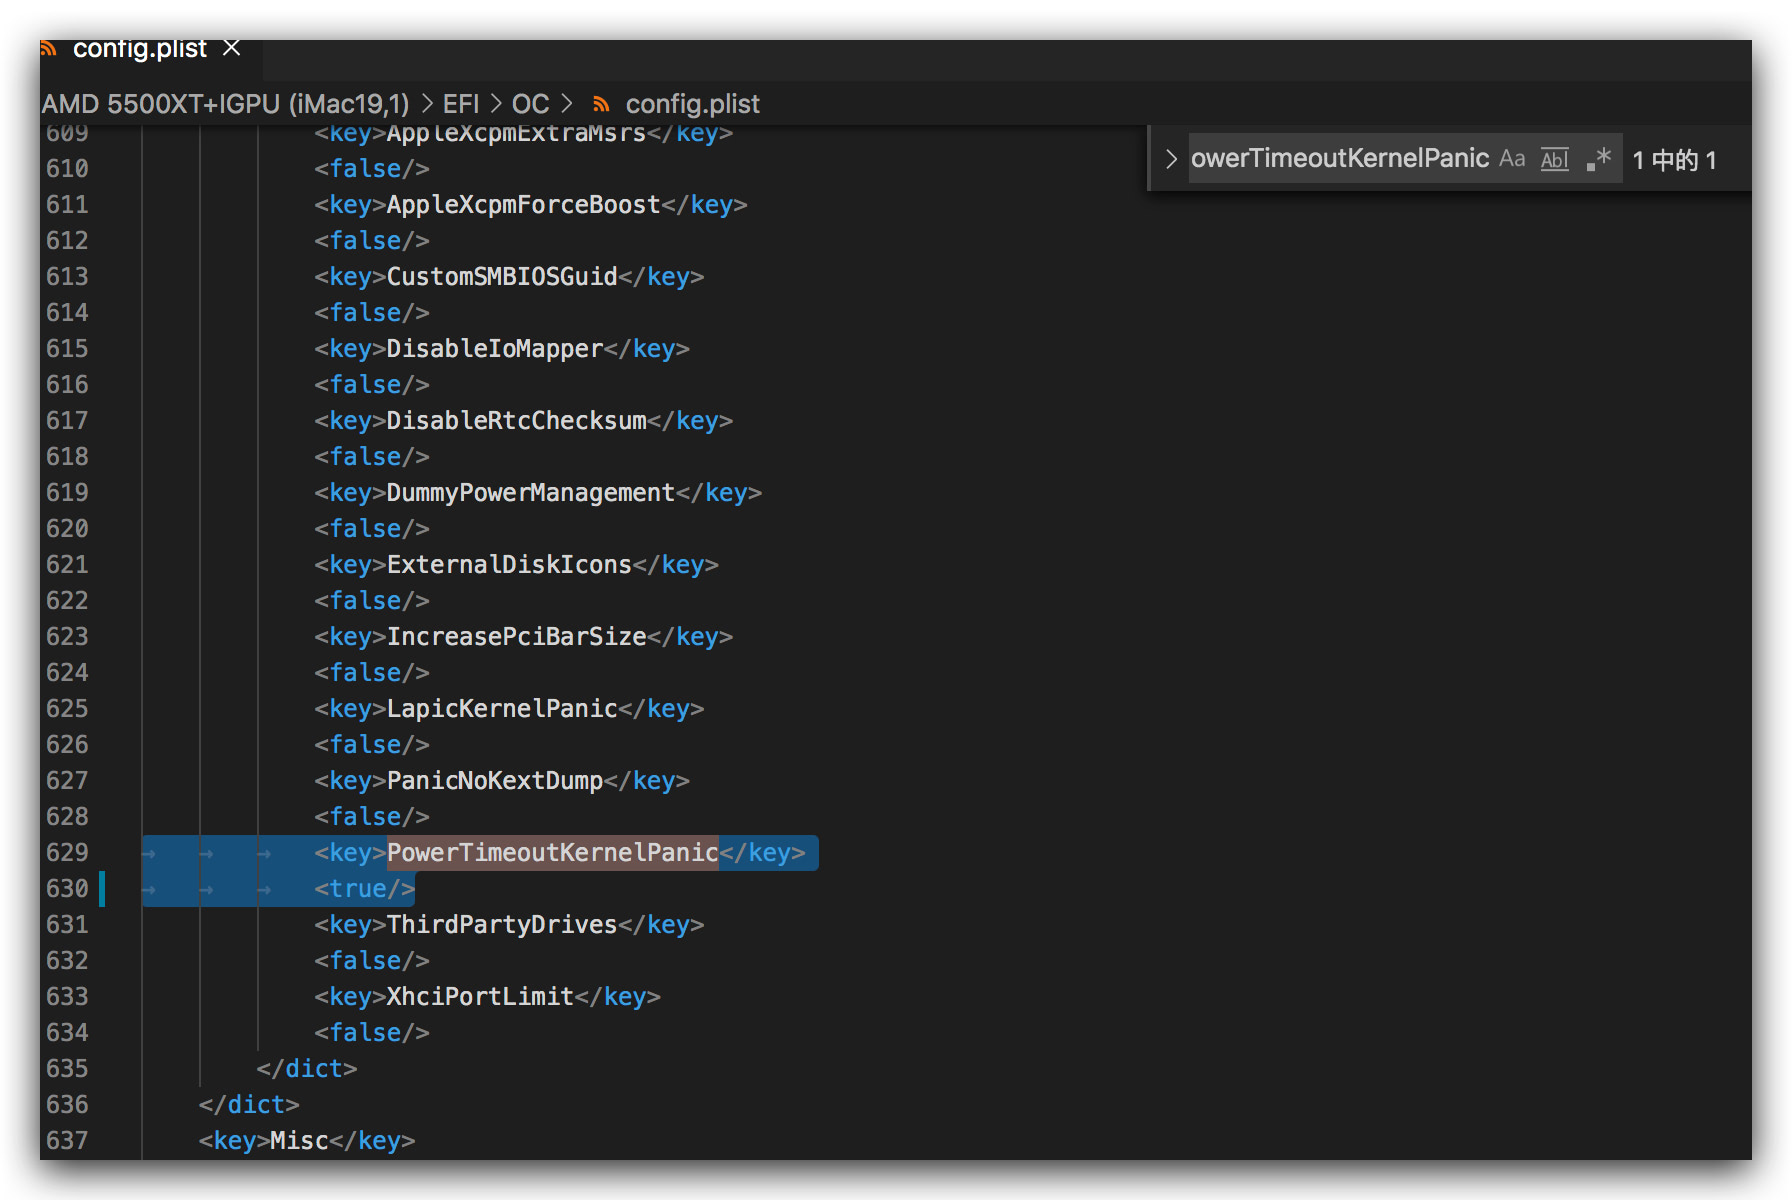 config.plist
AMD 5500XT+IGPU (iMac19,1) > EFI > OC > config.plist
owerTimeoutKernelPanic Aa Abl .* 1 中的 1
609 <key>AppleXcpmExtraMsrs</key>
610 <false/>
611 <key>AppleXcpmForceBoost</key>
612 <false/>
613 <key>CustomSMBIOSGuid</key>
614 <false/>
615 <key>DisableIoMapper</key>
616 <false/>
617 <key>DisableRtcChecksum</key>
618 <false/>
619 <key>DummyPowerManagement</key>
620 <false/>
621 <key>ExternalDiskIcons</key>
622 <false/>
623 <key>IncreasePciBarSize</key>
624 <false/>
625 <key>LapicKernelPanic</key>
626 <false/>
627 <key>PanicNoKextDump</key>
628 <false/>
629 <key>PowerTimeoutKernelPanic</key>
630 <true/>
631 <key>ThirdPartyDrives</key>
632 <false/>
633 <key>XhciPortLimit</key>
634 <false/>
635 </dict>
636 </dict>
637 <key>Misc</key>